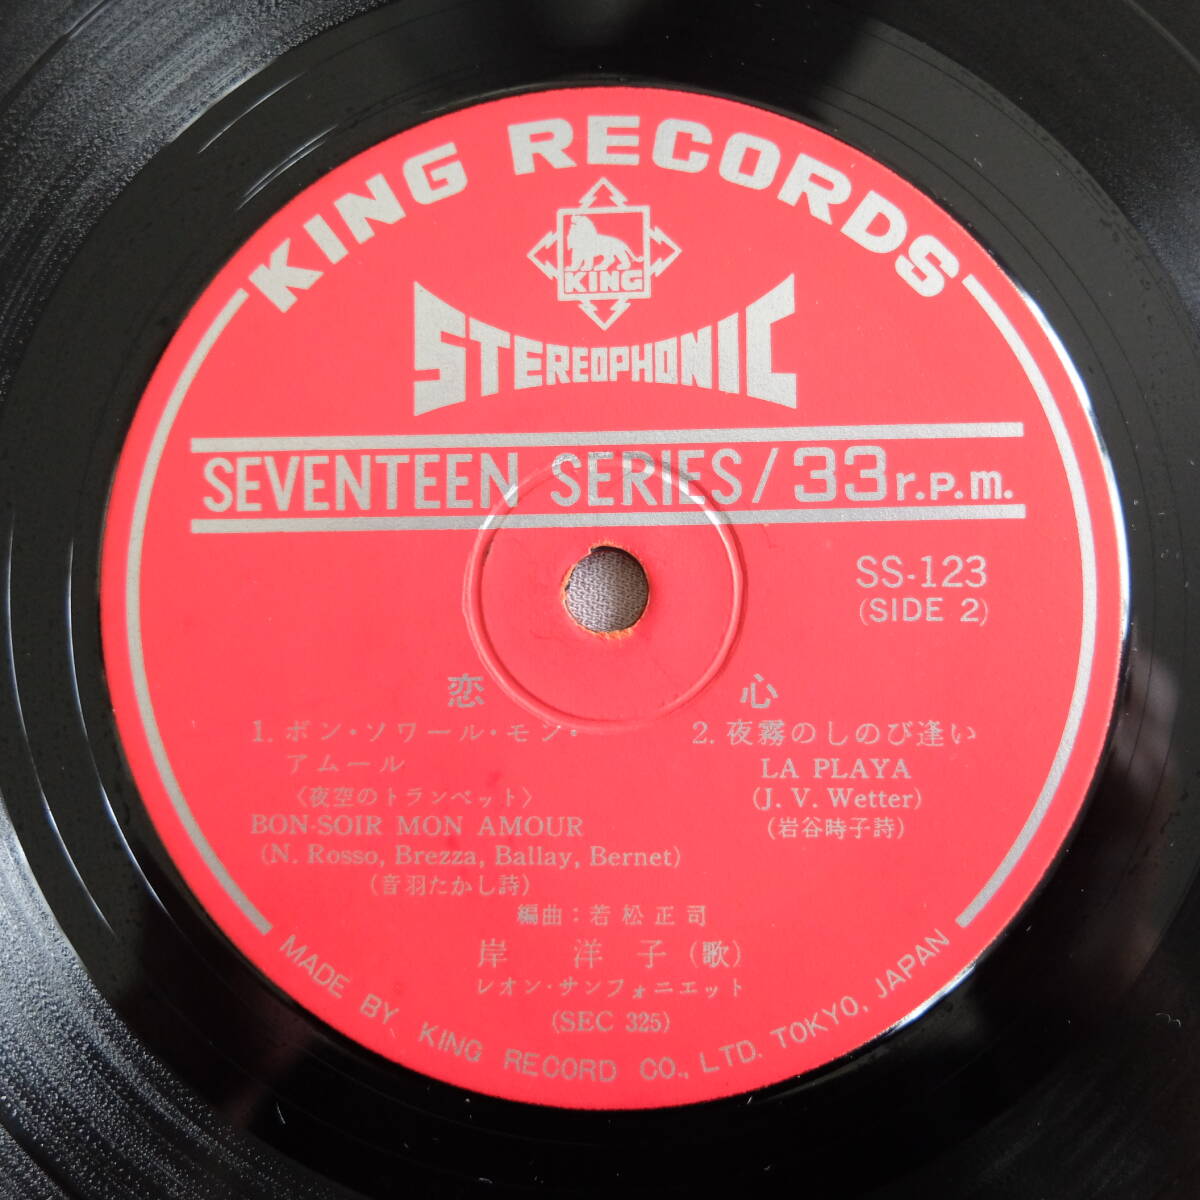 KING RECORDS
KING
STEREOPHONIC
SEVENTEEN SERIES/33r.p.m.
SS-123
(SIDE 2)
恋 心
1. ボン・ソワール・モン・
アムール
〈夜空のトランペット〉
BON-SOIR MON AMOUR
(N. Rosso, Brezza, Ballay, Bernet)
(音羽たかし詩)
2. 夜霧のしのび逢い
LA PLAYA
(J. V. Wetter)
(岩谷時子詩)
編曲：若松正司
岸 洋 子(歌)
レオン・サンフォニエット
(SEC 325)
MADE BY KING RECORD CO., LTD. TOKYO, JAPAN